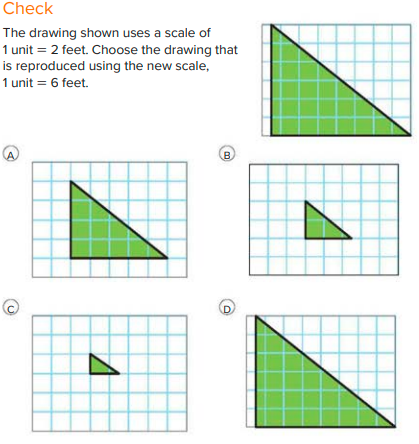 Check
The drawing shown uses a scale of
1 unit = 2 feet. Choose the drawing that
is reproduced using the new scale,
1 unit = 6 feet.
A
B
C
D